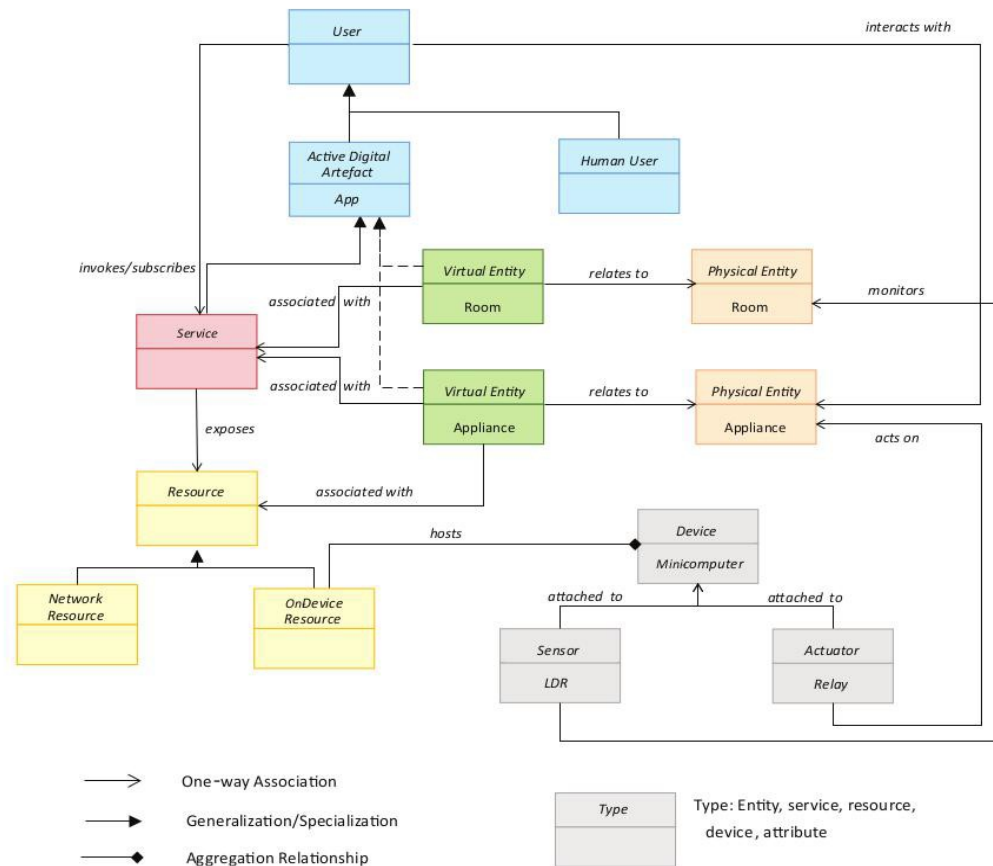 User
interacts with
Active Digital
Artefact
App
Human User
invokes/subscribes
associated with
Virtual Entity
Room
relates to
Physical Entity
Room
monitors
Service
associated with
Virtual Entity
Appliance
relates to
Physical Entity
Appliance
exposes
acts on
Resource
associated with
hosts
Device
Minicomputer
Network
Resource
OnDevice
Resource
attached to
attached to
Sensor
LDR
Actuator
Relay
One-way Association
Generalization/Specialization
Aggregation Relationship
Type
Type: Entity, service, resource,
device, attribute